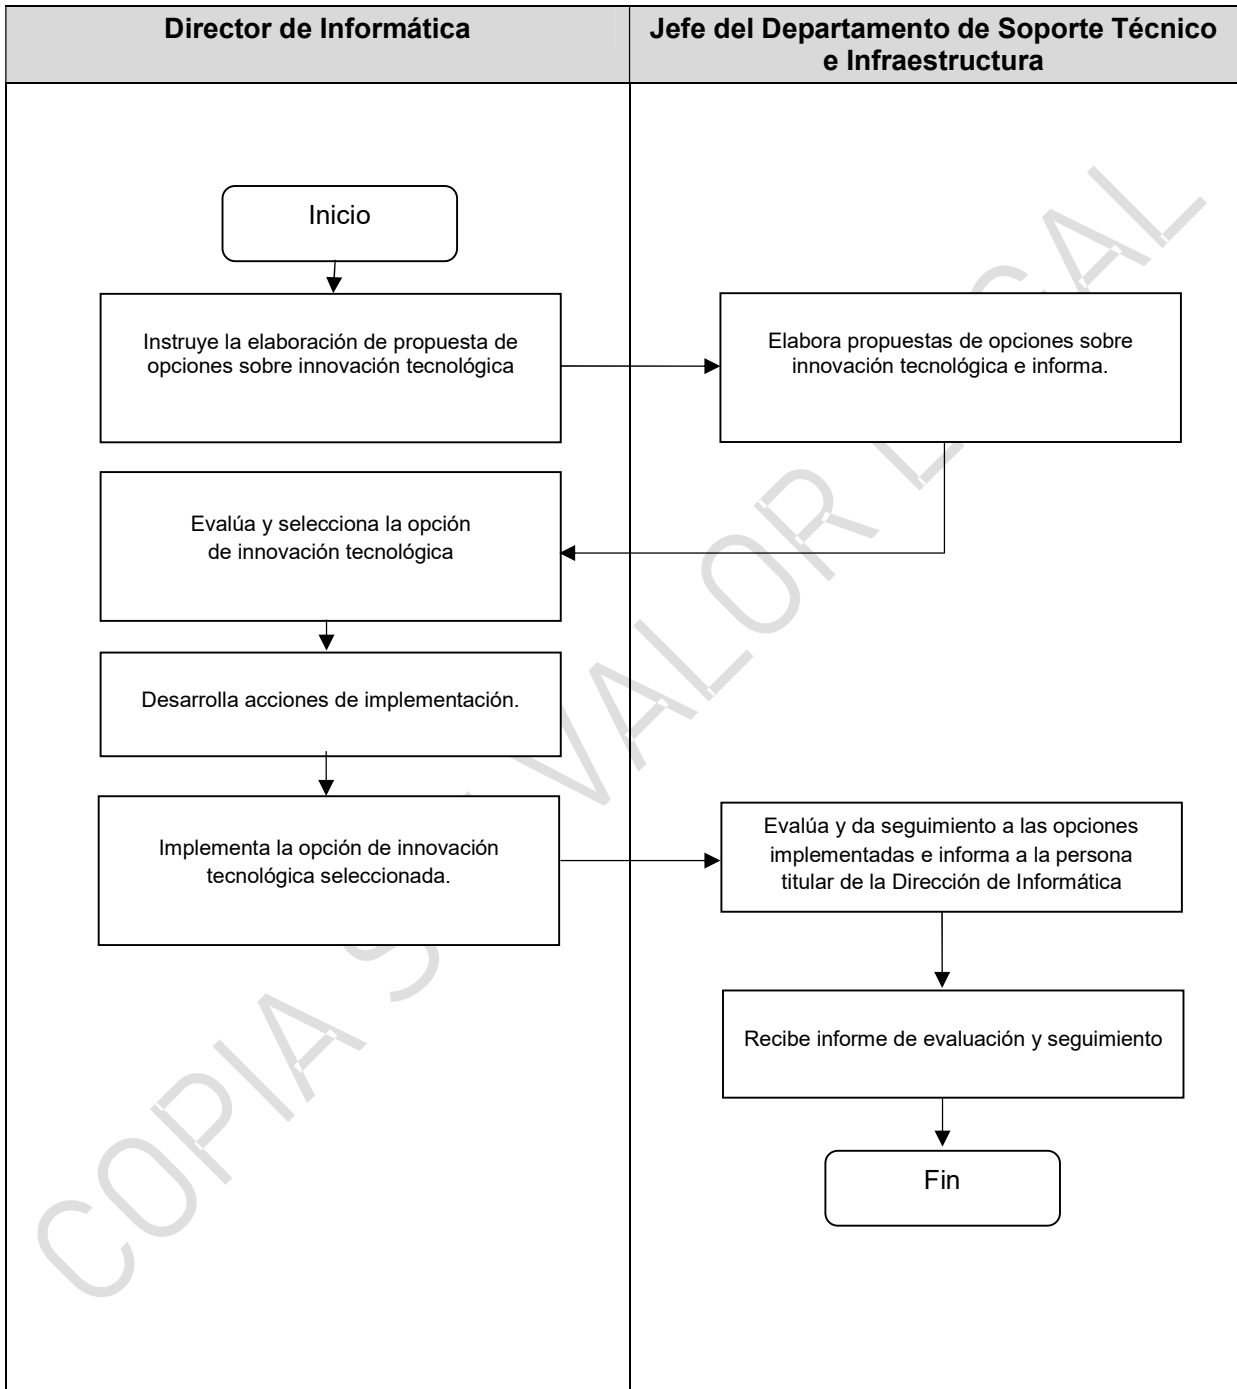 Director de Informática
Jefe del Departamento de Soporte Técnico
e Infraestructura
Inicio
Instruye la elaboración de propuesta de
opciones sobre innovación tecnológica
Elabora propuestas de opciones sobre
innovación tecnológica e informa.
Evalúa y selecciona la opción
de innovación tecnológica
Desarrolla acciones de implementación.
Implementa la opción de innovación
tecnológica seleccionada.
Evalúa y da seguimiento a las opciones
implementadas e informa a la persona
titular de la Dirección de Informática
Recibe informe de evaluación y seguimiento
Fin
COPIA SIN VALOR LEGAL